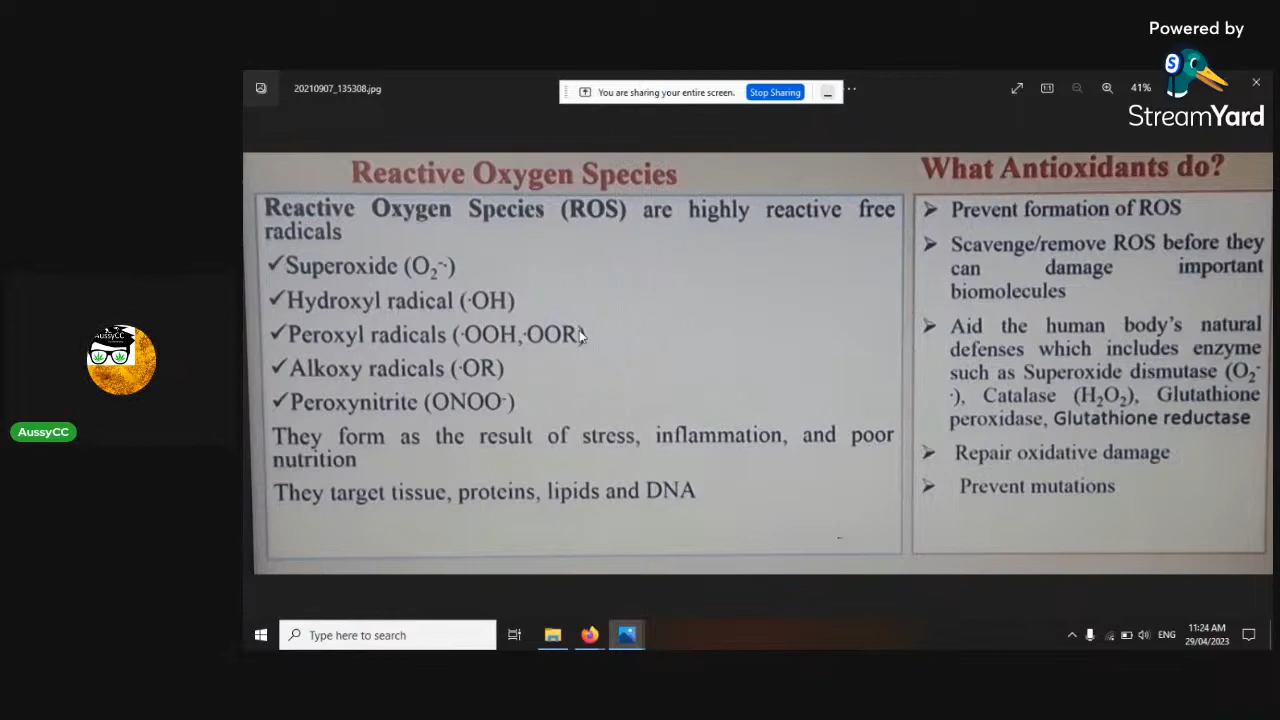 Powered by
StreamYard
20210907_135308.jpg
You are sharing your entire screen.
Stop Sharing
41%
Reactive Oxygen Species
Reactive Oxygen Species (ROS) are highly reactive free
radicals
✓Superoxide (O₂⁻·)
✓Hydroxyl radical (·OH)
✓Peroxyl radicals (·OOH,·OOR)
✓Alkoxy radicals (·OR)
✓Peroxynitrite (ONOO⁻)
They form as the result of stress, inflammation, and poor
nutrition
They target tissue, proteins, lipids and DNA
What Antioxidants do?
➢ Prevent formation of ROS
➢ Scavenge/remove ROS before they
can damage important
biomolecules
➢ Aid the human body's natural
defenses which includes enzyme
such as Superoxide dismutase (O₂⁻
·), Catalase (H₂O₂), Glutathione
peroxidase, Glutathione reductase
➢ Repair oxidative damage
➢ Prevent mutations
AussyCC
AussyCC
Type here to search
ENG
11:24 AM
29/04/2023